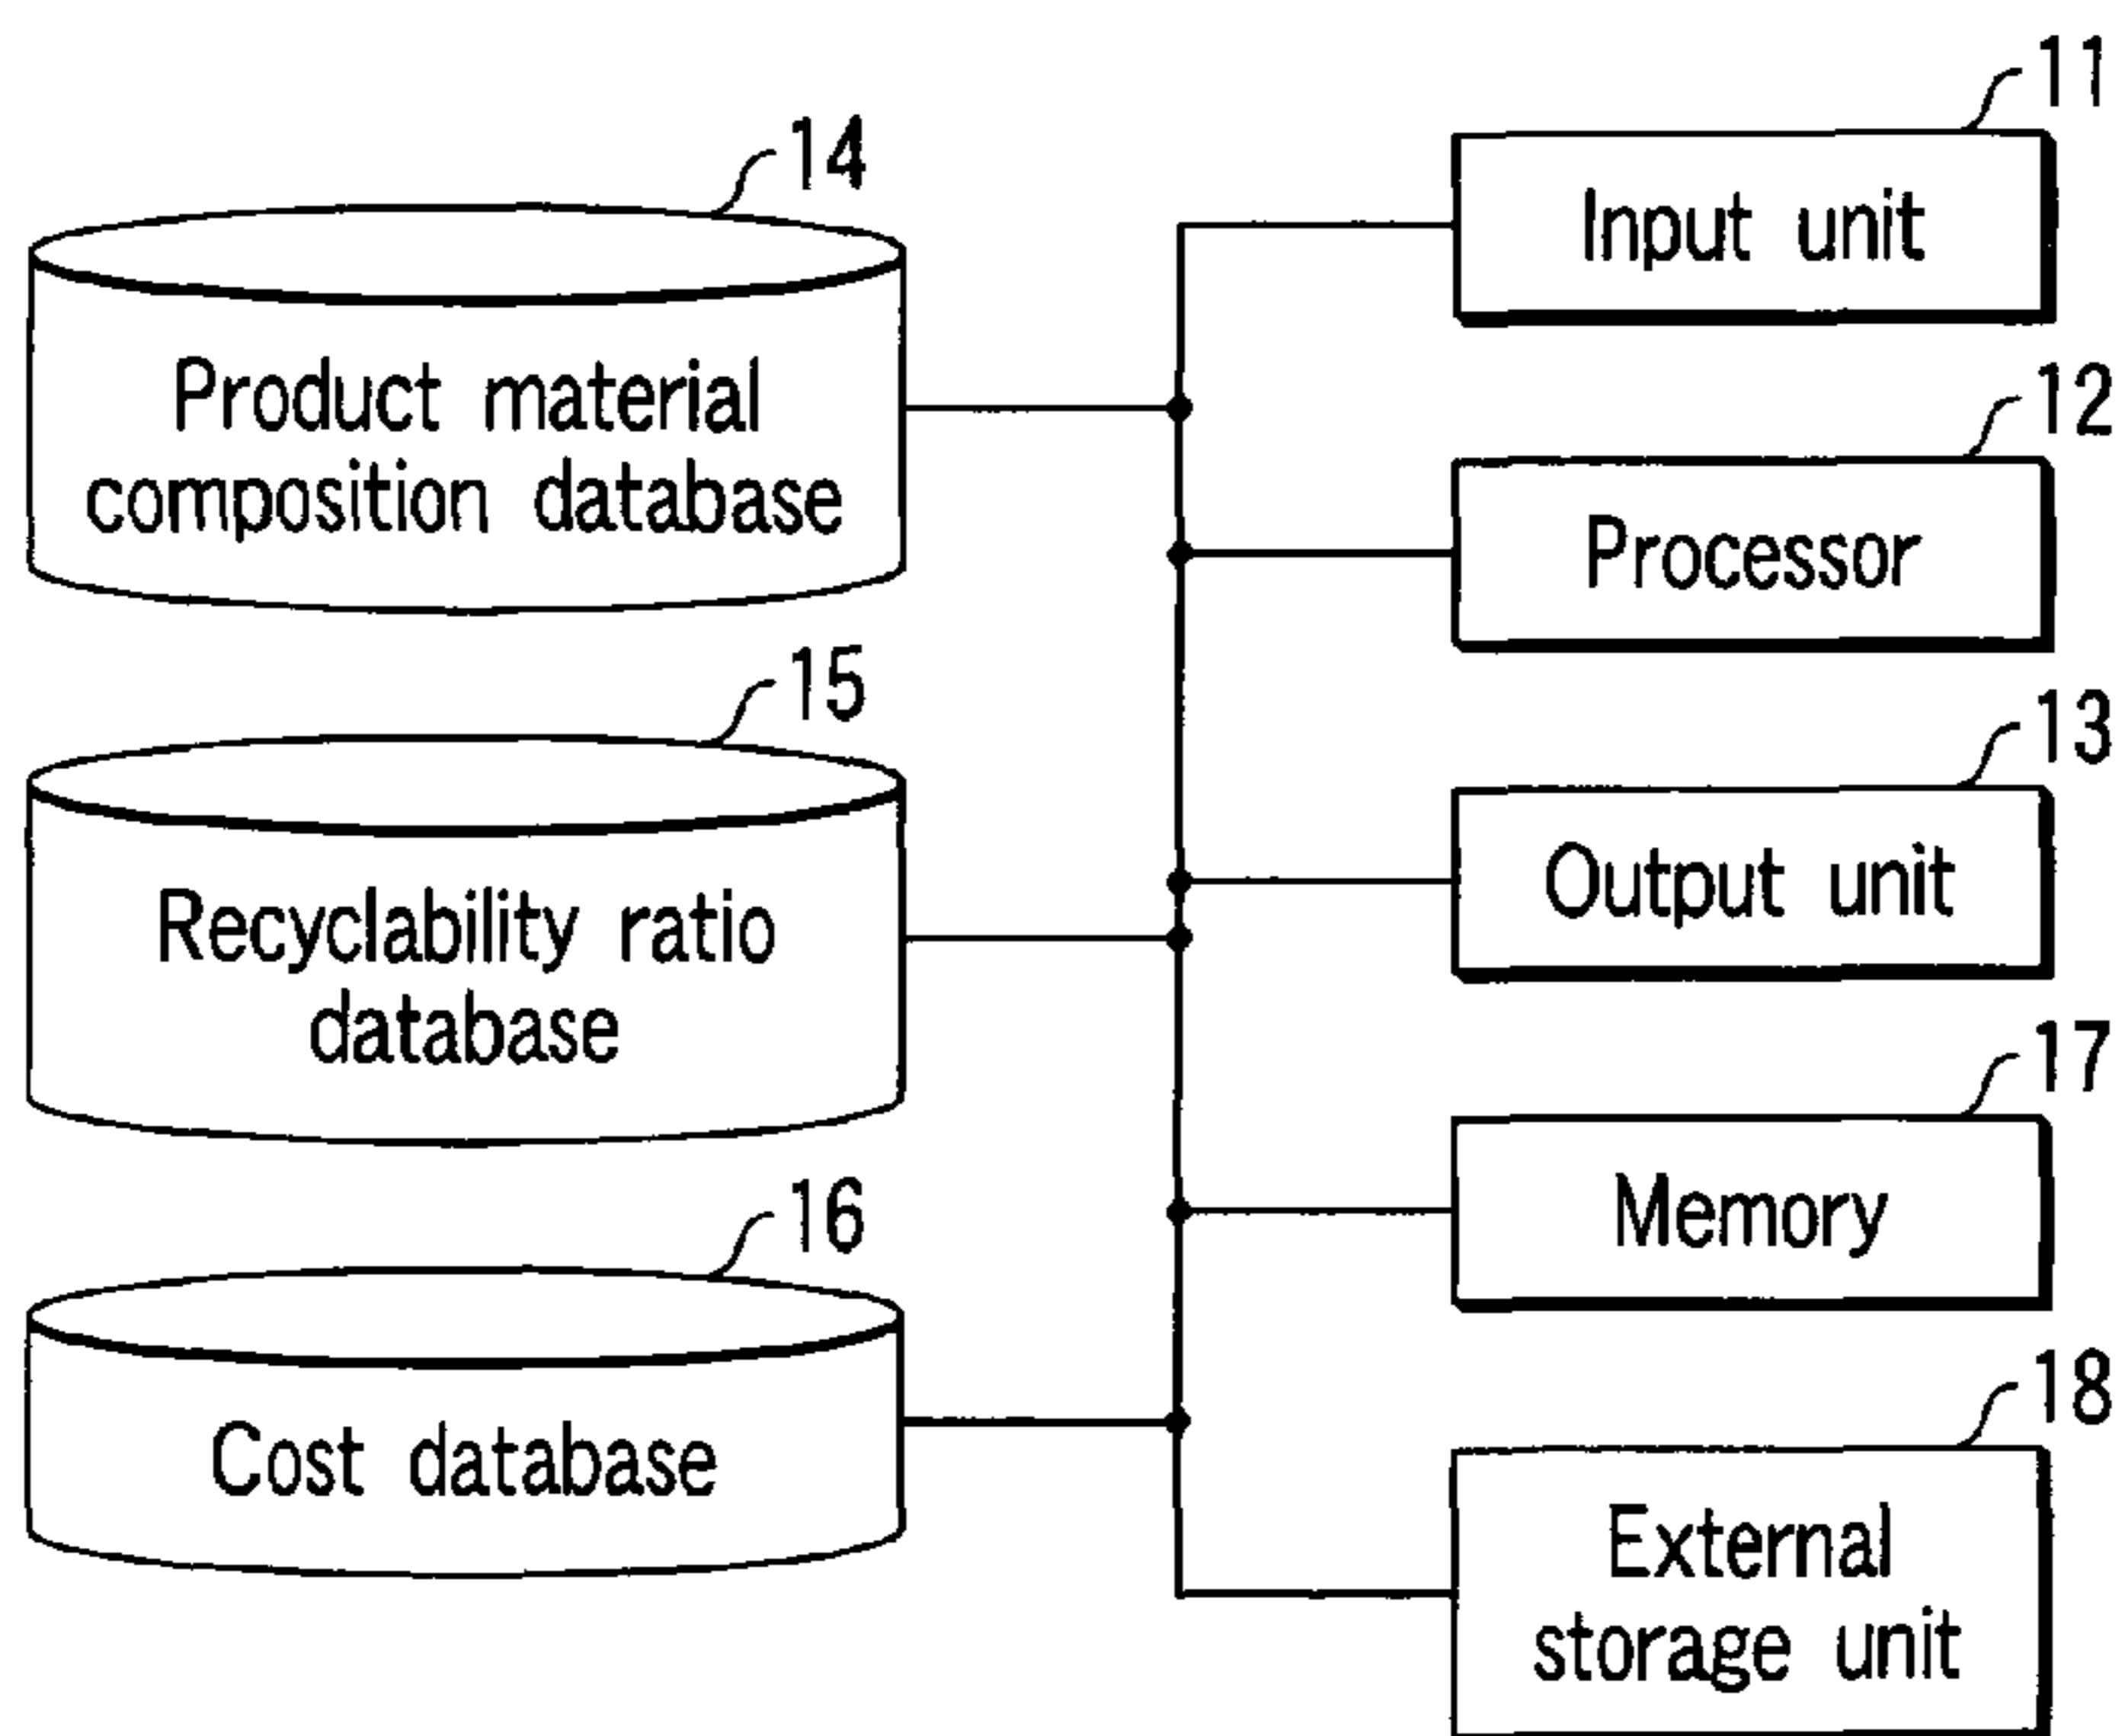 14
Product material
composition database
15
Recyclability ratio
database
16
Cost database
11
Input unit
12
Processor
13
Output unit
17
Memory
18
External
storage unit